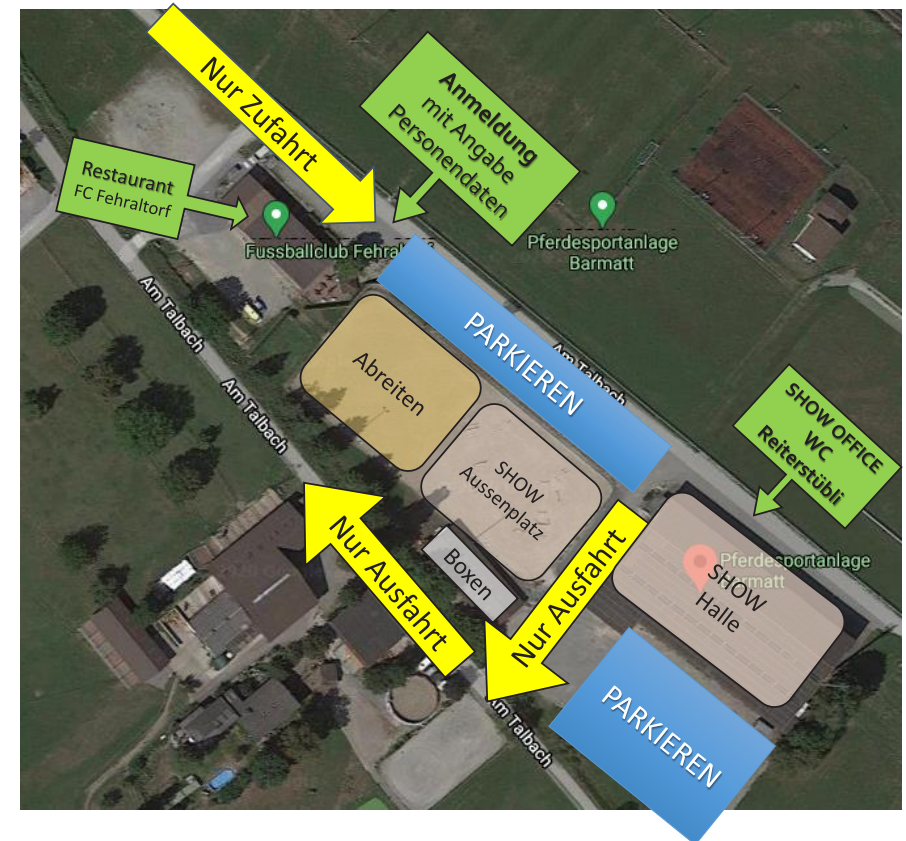 Nur Zufahrt
Anmeldung
mit Angabe
Personendaten
Restaurant
FC Fehraltorf
Fussballclub Fehraltorf
Pferdesportanlage
Barmatt
Am Talbach
PARKIEREN
Am Talbach
Abreiten
Am Talbach
SHOW OFFICE
WC
Reiterstübli
SHOW
Aussenplatz
Nur Ausfahrt
Boxen
Nur Ausfahrt
Pferdesportanlage
Barmatt
SHOW
Halle
PARKIEREN
Am Talbach